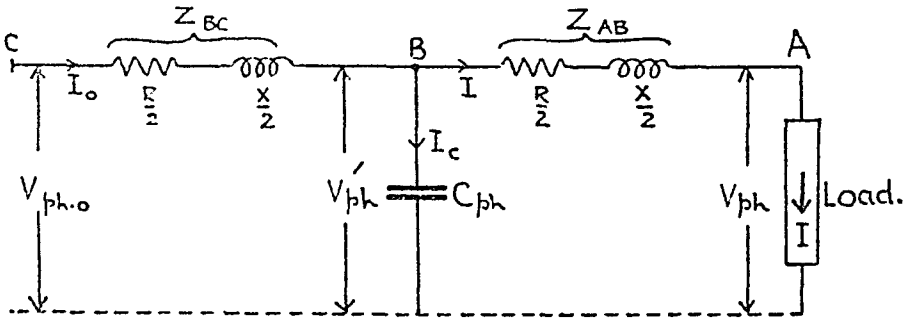 Z_BC
Z_AB
C
B
A
I_o
R/2
X/2
I
R/2
X/2
I_c
V_ph.o
V'_ph
C_ph
V_ph
Load.
I